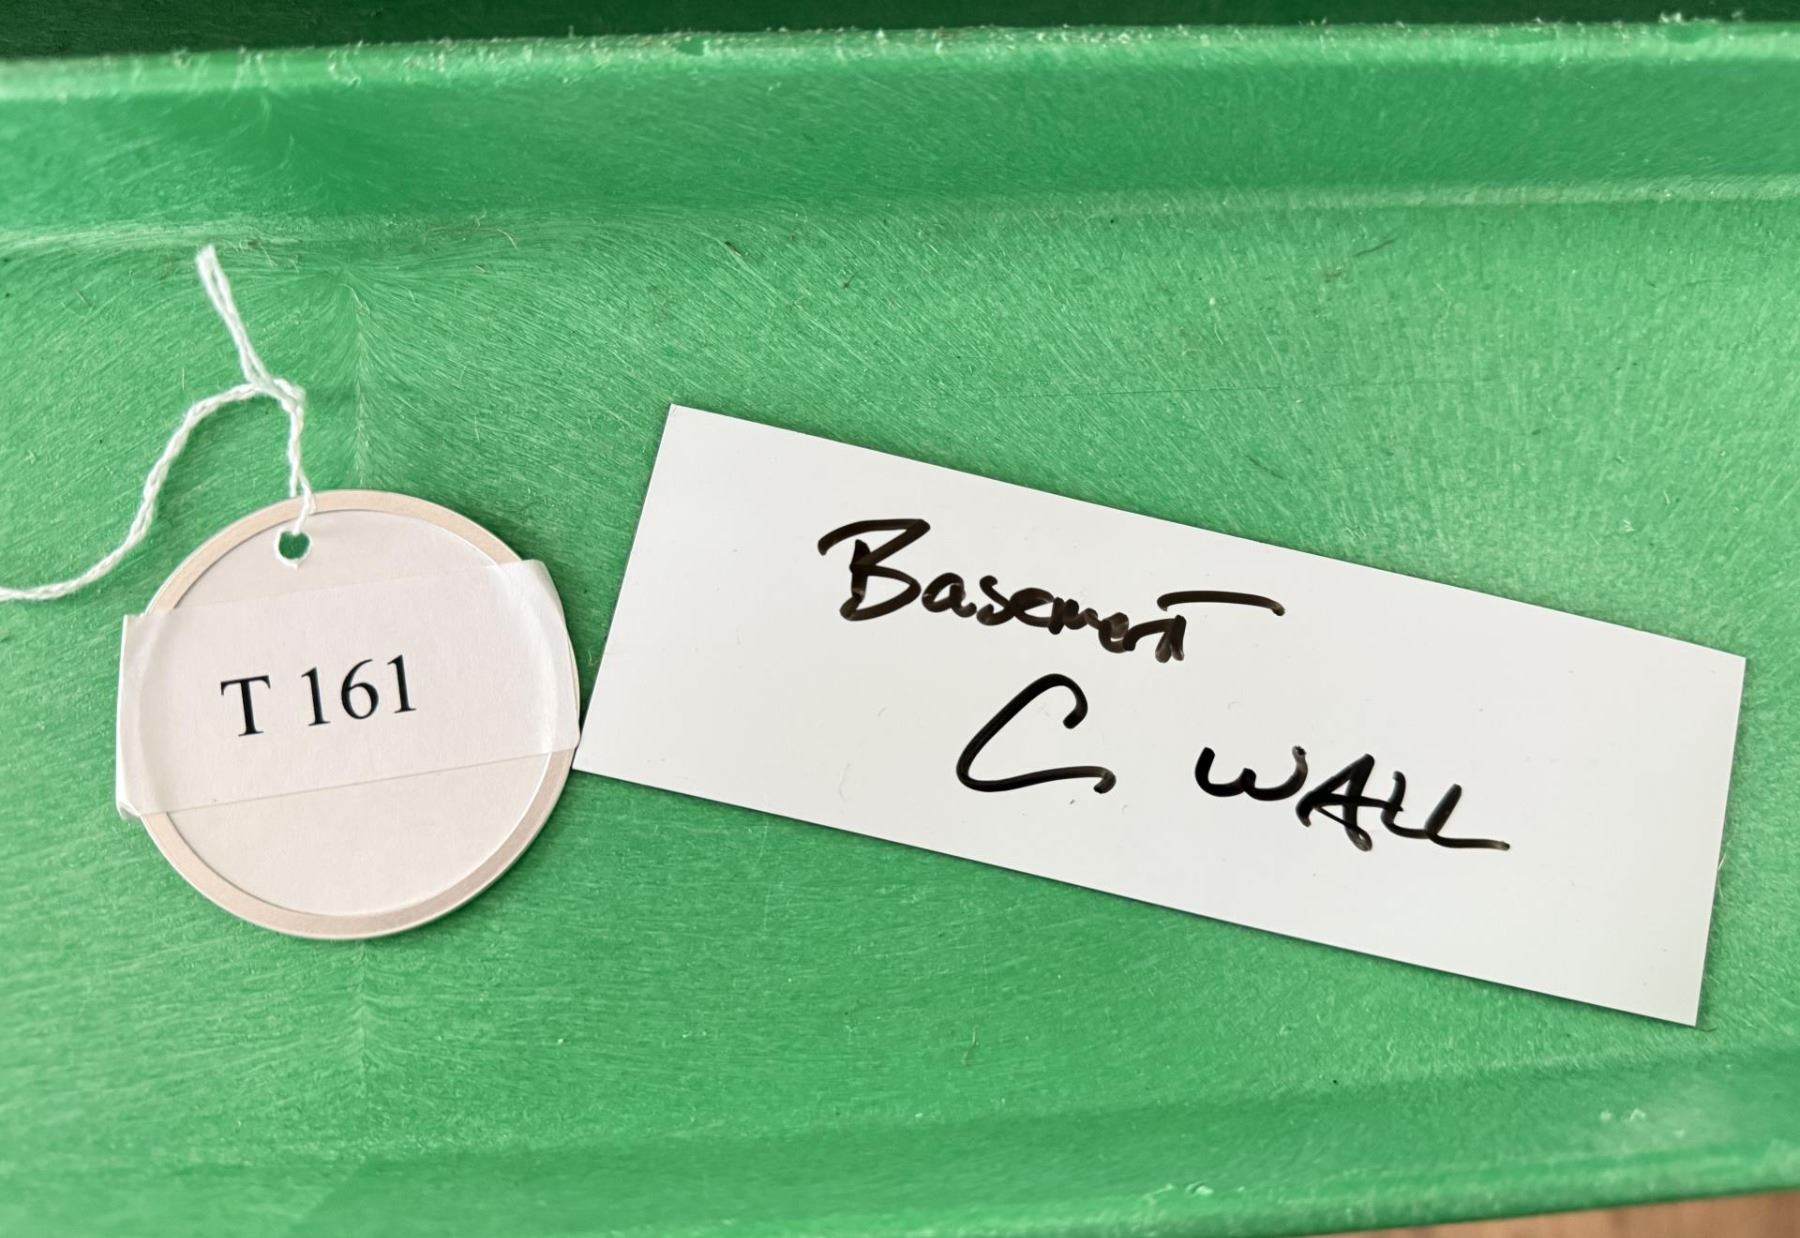 T 161
Basement
C WALL